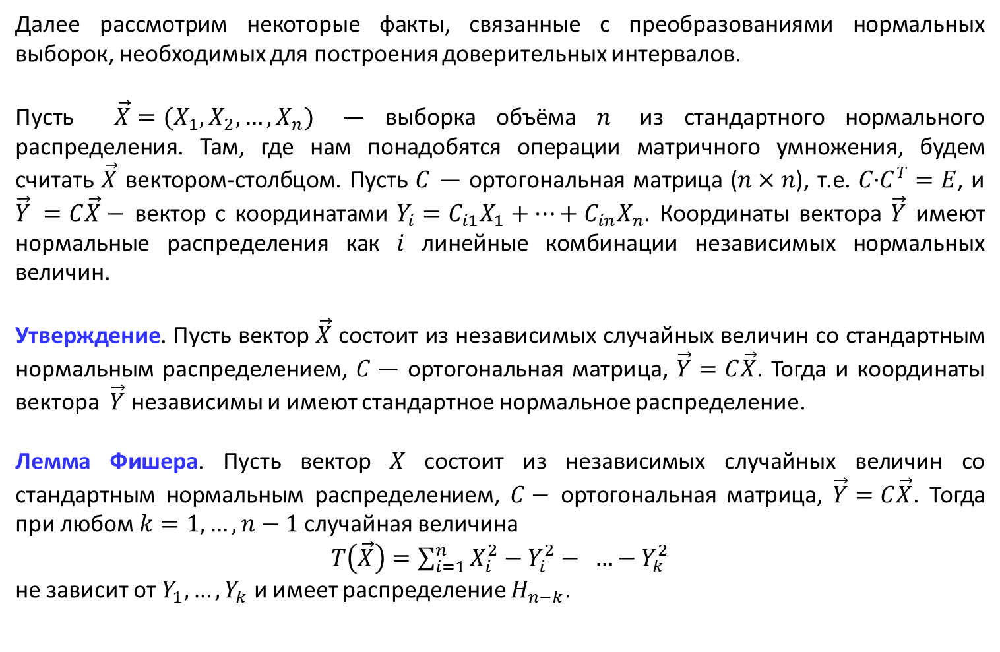 Далее рассмотрим некоторые факты, связанные с преобразованиями нормальных
выборок, необходимых для построения доверительных интервалов.
Пусть $\vec{X} = (X_1, X_2, \dots, X_n)$ — выборка объёма $n$ из стандартного нормального
распределения. Там, где нам понадобятся операции матричного умножения, будем
считать $\vec{X}$ вектором-столбцом. Пусть $C$ — ортогональная матрица ($n \times n$), т.е. $C \cdot C^T = E$, и
$\vec{Y} = C\vec{X}$ − вектор с координатами $Y_i = C_{i1}X_1 + \cdots + C_{in}X_n$. Координаты вектора $\vec{Y}$ имеют
нормальные распределения как $i$ линейные комбинации независимых нормальных
величин.
Утверждение. Пусть вектор $\vec{X}$ состоит из независимых случайных величин со стандартным
нормальным распределением, $C$ — ортогональная матрица, $\vec{Y} = C\vec{X}$. Тогда и координаты
вектора $\vec{Y}$ независимы и имеют стандартное нормальное распределение.
Лемма Фишера. Пусть вектор $X$ состоит из независимых случайных величин со
стандартным нормальным распределением, $C$ − ортогональная матрица, $\vec{Y} = C\vec{X}$. Тогда
при любом $k = 1, \dots, n - 1$ случайная величина
$T(\vec{X}) = \sum_{i=1}^{n} X_i^2 - Y_i^2 - \dots - Y_k^2$
не зависит от $Y_1, \dots, Y_k$ и имеет распределение $H_{n-k}$.